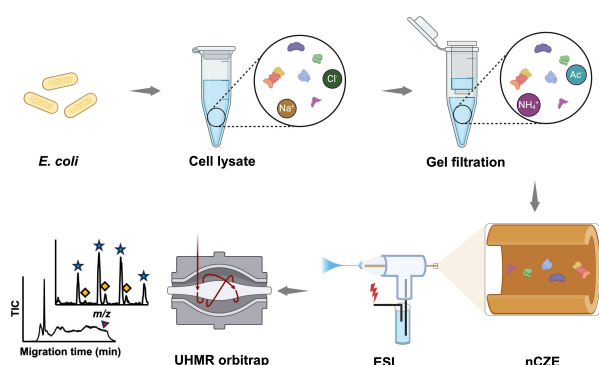 E. coli
Cell lysate
Cl⁻
Na⁺
Gel filtration
Ac⁻
NH₄⁺
TIC
m/z
Migration time (min)
UHMR orbitrap
ESI
nCZE